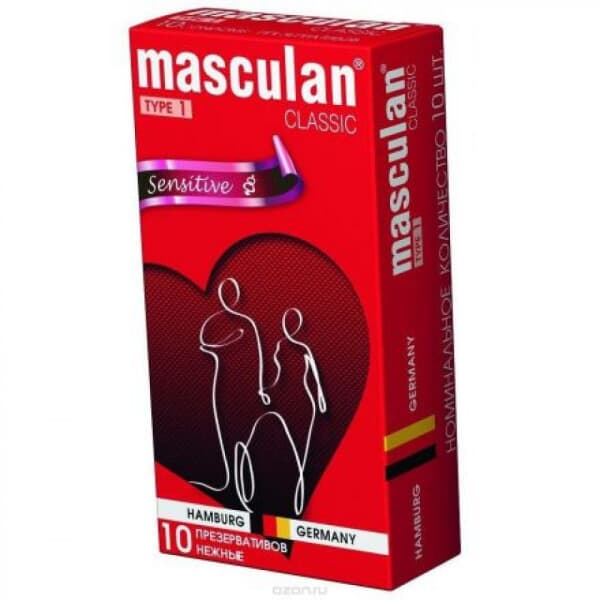 masculan®
TYPE 1
CLASSIC
Sensitive
HAMBURG
GERMANY
10 ПРЕЗЕРВАТИВОВ
НЕЖНЫЕ
masculan®
TYPE 1
CLASSIC
GERMANY
HAMBURG
НОМИНАЛЬНОЕ КОЛИЧЕСТВО 10 ШТ.
ozon.ru